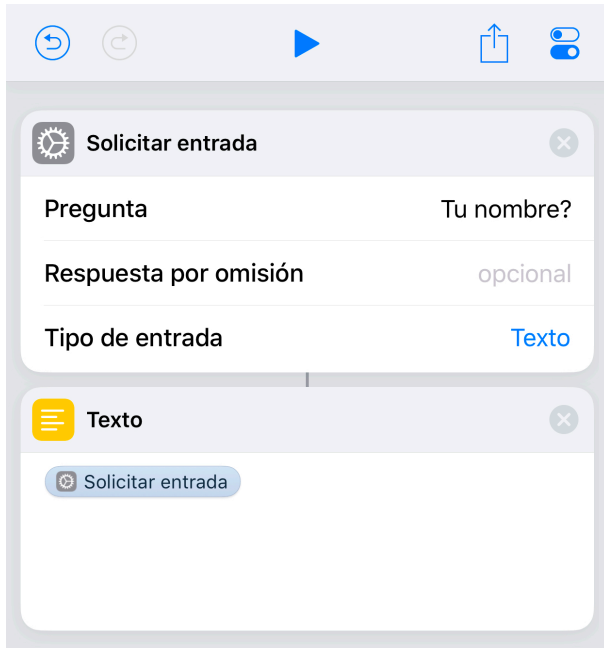 Solicitar entrada
Pregunta Tu nombre?
Respuesta por omisión opcional
Tipo de entrada Texto
Texto
Solicitar entrada